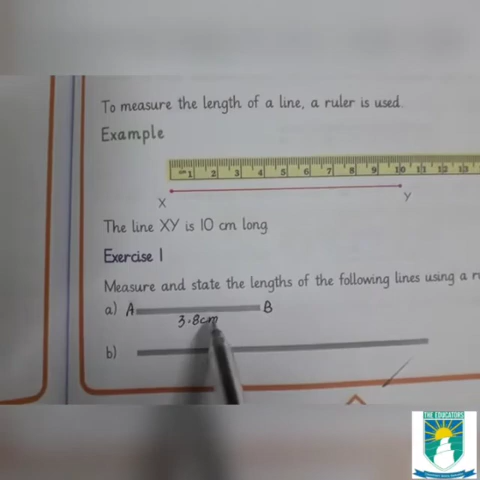 To measure the length of a line, a ruler is used.
Example
cm 1 2 3 4 5 6 7 8 9 10 11 12 13
X Y
The line XY is 10 cm long
Exercise 1
Measure and state the lengths of the following lines using a
a) A B
3.8cm
b)
THE EDUCATORS